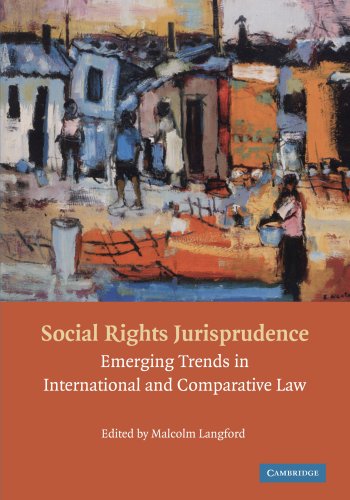 Social Rights Jurisprudence
Emerging Trends in
International and Comparative Law
Edited by Malcolm Langford
CAMBRIDGE